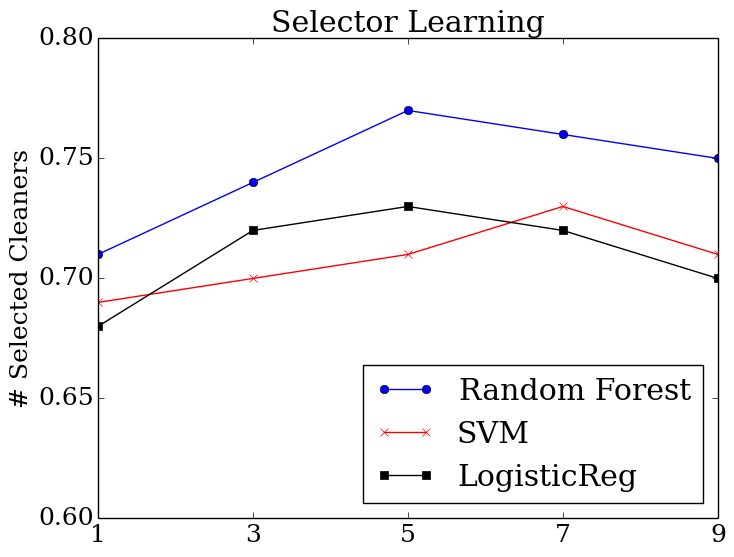 Selector Learning
# Selected Cleaners
0.80
0.75
0.70
0.65
0.60
1 3 5 7 9
Random Forest
SVM
LogisticReg